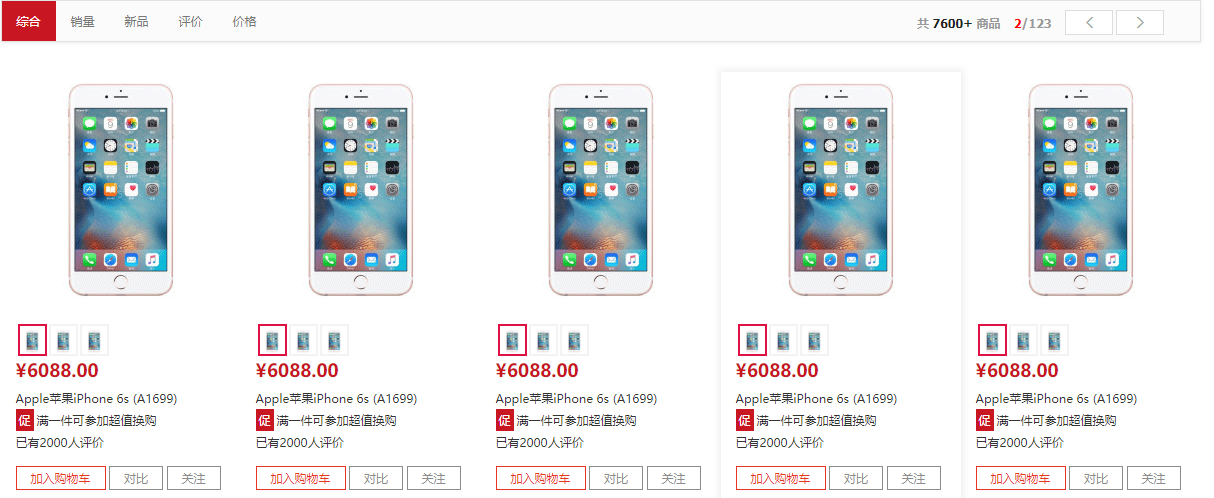 综合 销量 新品 评价 价格 共 7600+ 商品 2/123
¥6088.00 ¥6088.00 ¥6088.00 ¥6088.00 ¥6088.00
Apple苹果iPhone 6s (A1699) Apple苹果iPhone 6s (A1699) Apple苹果iPhone 6s (A1699) Apple苹果iPhone 6s (A1699) Apple苹果iPhone 6s (A1699)
促 满一件可参加超值换购 促 满一件可参加超值换购 促 满一件可参加超值换购 促 满一件可参加超值换购 促 满一件可参加超值换购
已有2000人评价 已有2000人评价 已有2000人评价 已有2000人评价 已有2000人评价
加入购物车 对比 关注 加入购物车 对比 关注 加入购物车 对比 关注 加入购物车 对比 关注 加入购物车 对比 关注